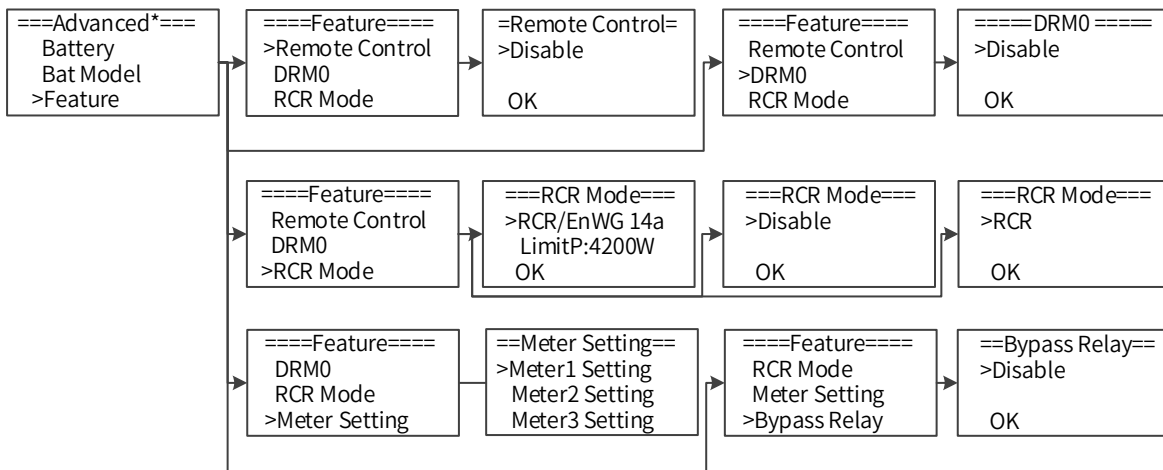 ===Advanced*===
Battery
Bat Model
>Feature
====Feature====
>Remote Control
DRM0
RCR Mode
=Remote Control=
>Disable
OK
====Feature====
Remote Control
>DRM0
RCR Mode
=====DRM0 =====
>Disable
OK
====Feature====
Remote Control
DRM0
>RCR Mode
===RCR Mode===
>RCR/EnWG 14a
LimitP:4200W
OK
===RCR Mode===
>Disable
OK
===RCR Mode===
>RCR
OK
====Feature====
DRM0
RCR Mode
>Meter Setting
==Meter Setting==
>Meter1 Setting
Meter2 Setting
Meter3 Setting
====Feature====
RCR Mode
Meter Setting
>Bypass Relay
==Bypass Relay==
>Disable
OK